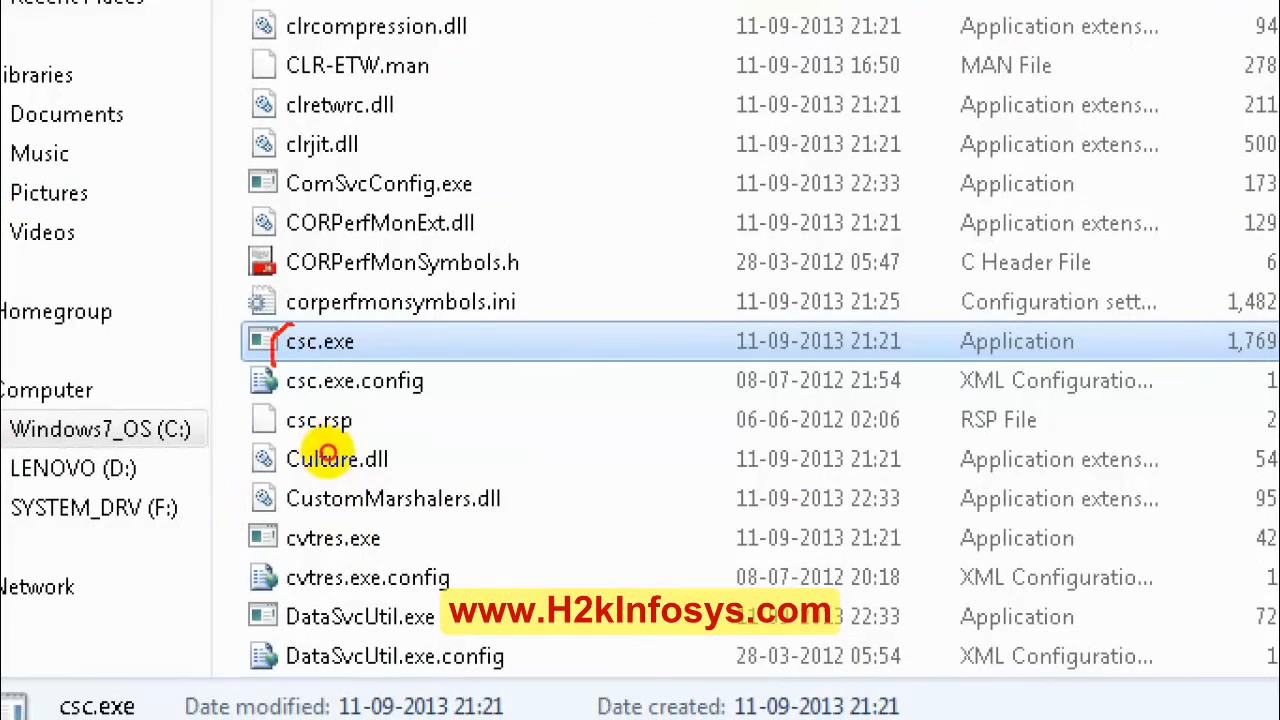 Recent Places
clrcompression.dll 11-09-2013 21:21 Application extens... 94
ibraries CLR-ETW.man 11-09-2013 16:50 MAN File 278
Documents clretwrc.dll 11-09-2013 21:21 Application extens... 211
Music clrjit.dll 11-09-2013 21:21 Application extens... 500
Pictures ComSvcConfig.exe 11-09-2013 22:33 Application 173
Videos CORPerfMonExt.dll 11-09-2013 21:21 Application extens... 129
CORPerfMonSymbols.h 28-03-2012 05:47 C Header File 6
Homegroup corperfmonsymbols.ini 11-09-2013 21:25 Configuration sett... 1,482
csc.exe 11-09-2013 21:21 Application 1,769
Computer csc.exe.config 08-07-2012 21:54 XML Configuratio... 1
Windows7_OS (C:) csc.rsp 06-06-2012 02:06 RSP File 2
LENOVO (D:) Culture.dll 11-09-2013 21:21 Application extens... 54
SYSTEM_DRV (F:) CustomMarshalers.dll 11-09-2013 22:33 Application extens... 95
cvtres.exe 11-09-2013 21:21 Application 42
Network cvtres.exe.config 08-07-2012 20:18 XML Configuratio... 1
DataSvcUtil.exe 22:33 Application 72
www.H2kInfosys.com
DataSvcUtil.exe.config 28-03-2012 05:54 XML Configuratio... 1
csc.exe Date modified: 11-09-2013 21:21 Date created: 11-09-2013 21:21